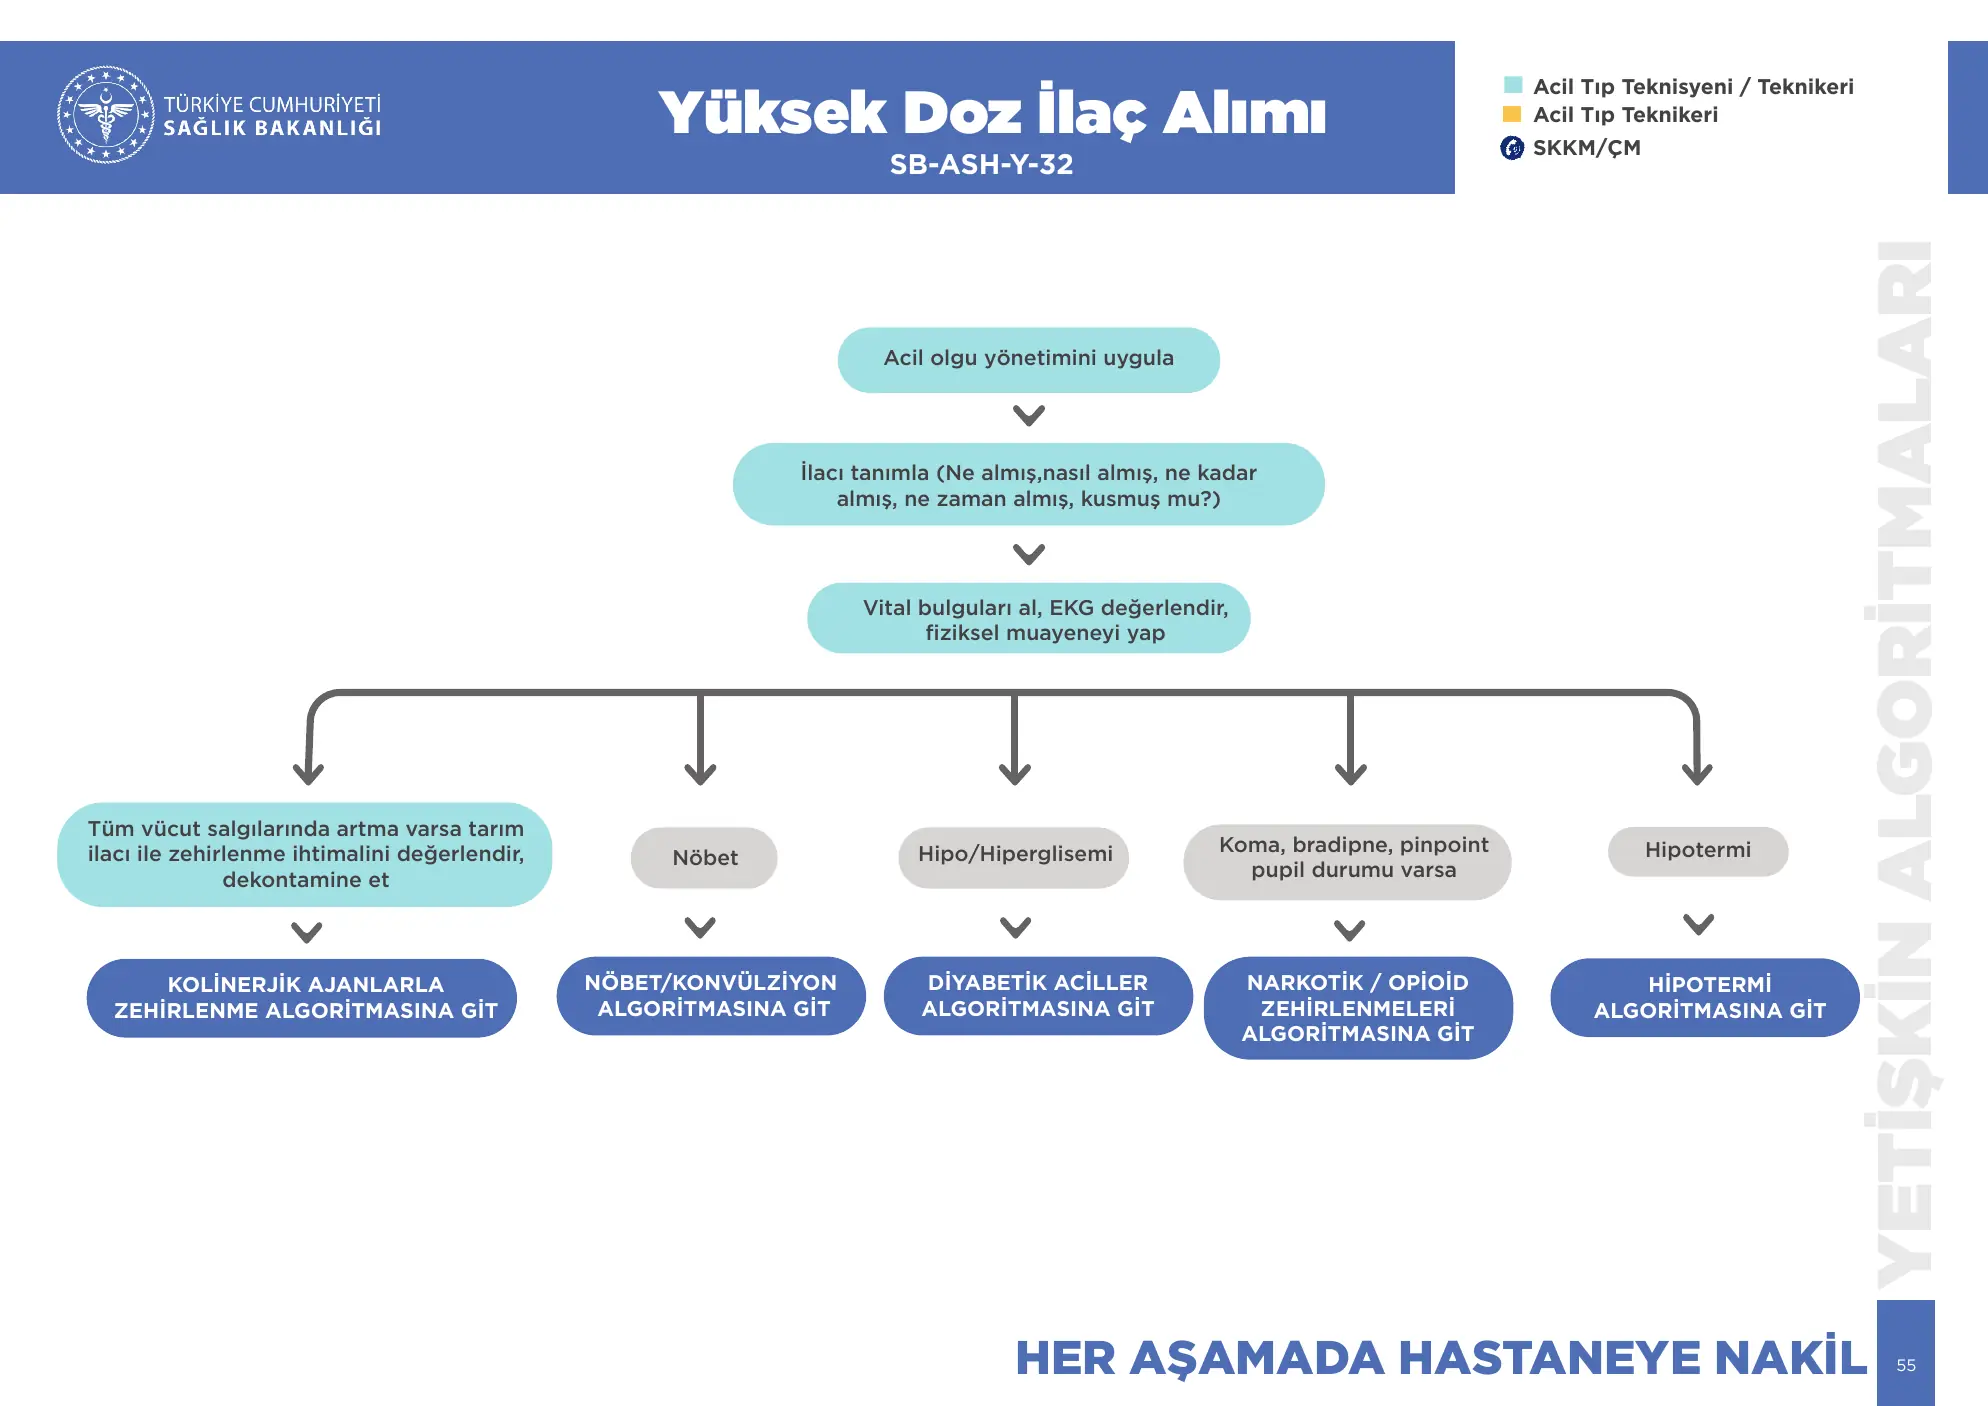 TÜRKİYE CUMHURİYETİ
SAĞLIK BAKANLIĞI
Yüksek Doz İlaç Alımı
SB-ASH-Y-32
Acil Tıp Teknisyeni / Teknikeri
Acil Tıp Teknikeri
SKKM/ÇM
Acil olgu yönetimini uygula
İlacı tanımla (Ne almış,nasıl almış, ne kadar
almış, ne zaman almış, kusmuş mu?)
Vital bulguları al, EKG değerlendir,
fiziksel muayeneyi yap
Tüm vücut salgılarında artma varsa tarım
ilacı ile zehirlenme ihtimalini değerlendir,
dekontamine et
Nöbet
Hipo/Hiperglisemi
Koma, bradipne, pinpoint
pupil durumu varsa
Hipotermi
KOLİNERJİK AJANLARLA
ZEHİRLENME ALGORİTMASINA GİT
NÖBET/KONVÜLZİYON
ALGORİTMASINA GİT
DİYABETİK ACİLLER
ALGORİTMASINA GİT
NARKOTİK / OPİOİD
ZEHİRLENMELERİ
ALGORİTMASINA GİT
HİPOTERMİ
ALGORİTMASINA GİT
YETİŞKİN ALGORİTMALARI
HER AŞAMADA HASTANEYE NAKİL
55